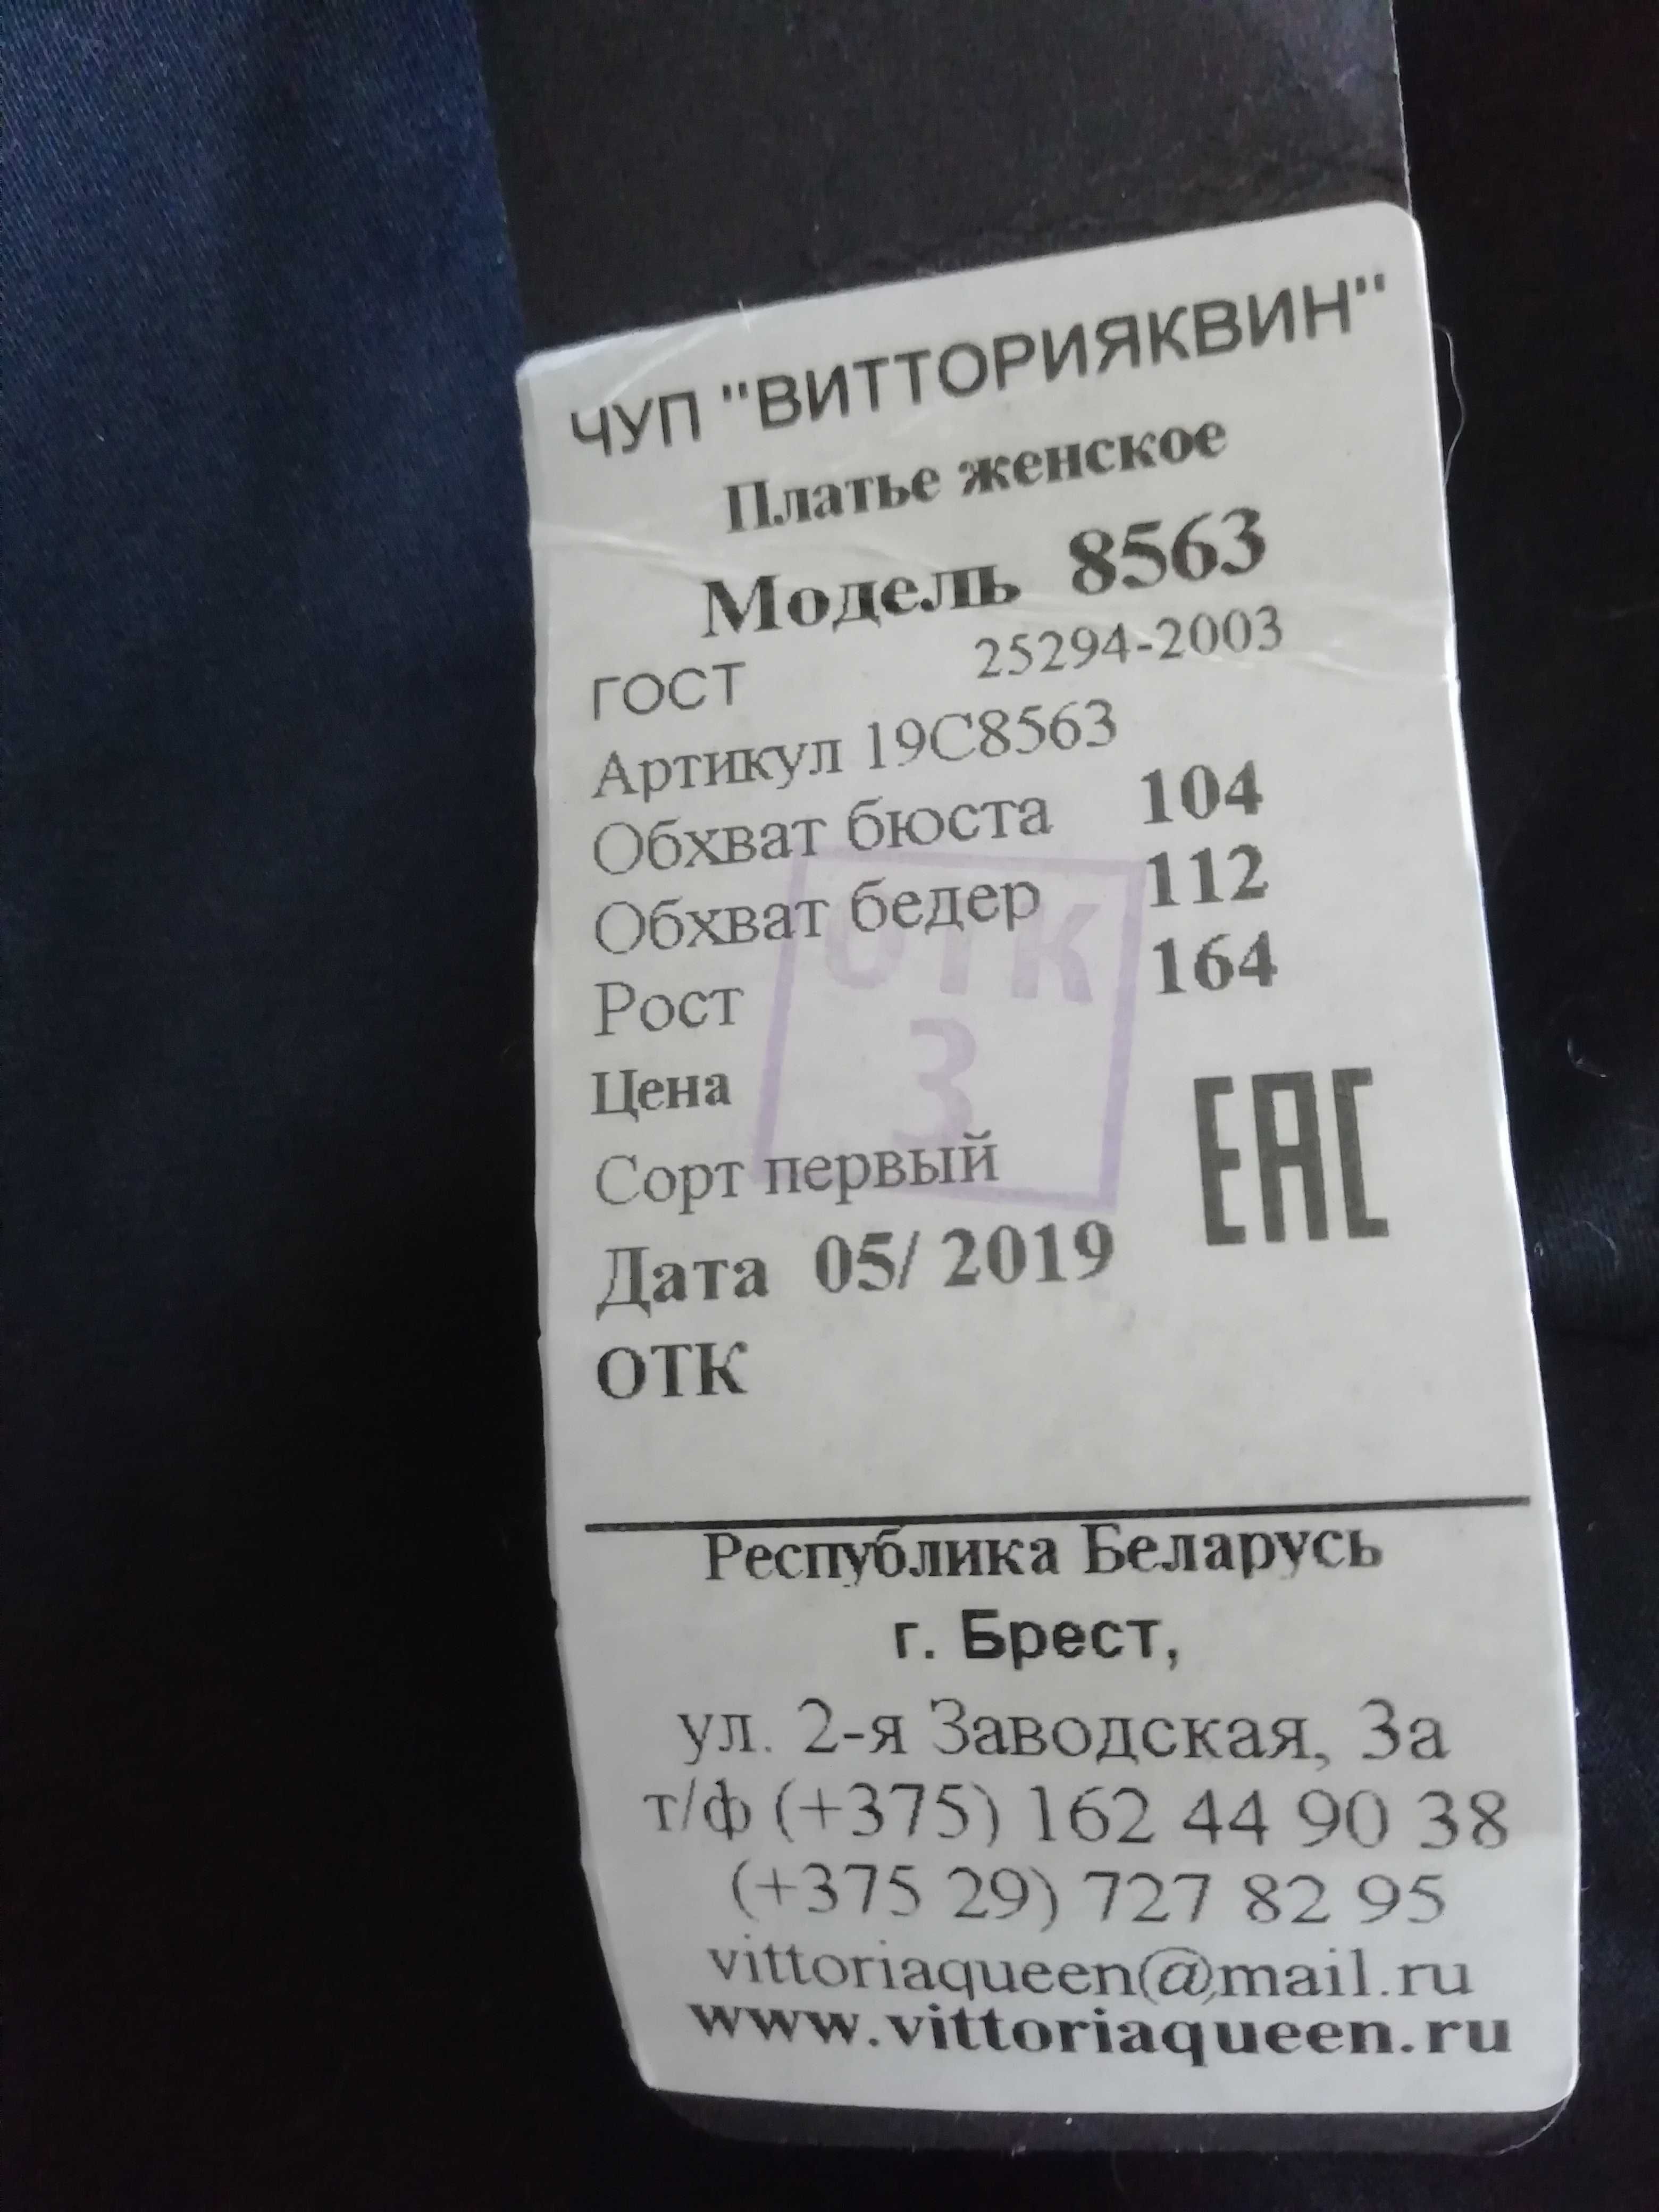 ЧУП "ВИТТОРИЯКВИН"
Платье женское
Модель 8563
ГОСТ 25294-2003
Артикул 19С8563
Обхват бюста 104
Обхват бедер 112
Рост 164
ОТК
3
Цена
Сорт первый
ЕАС
Дата 05/ 2019
ОТК
Республика Беларусь
г. Брест,
ул. 2-я Заводская, 3а
т/ф (+375) 162 44 90 38
(+375 29) 727 82 95
vittoriaqueen@mail.ru
www.vittoriaqueen.ru